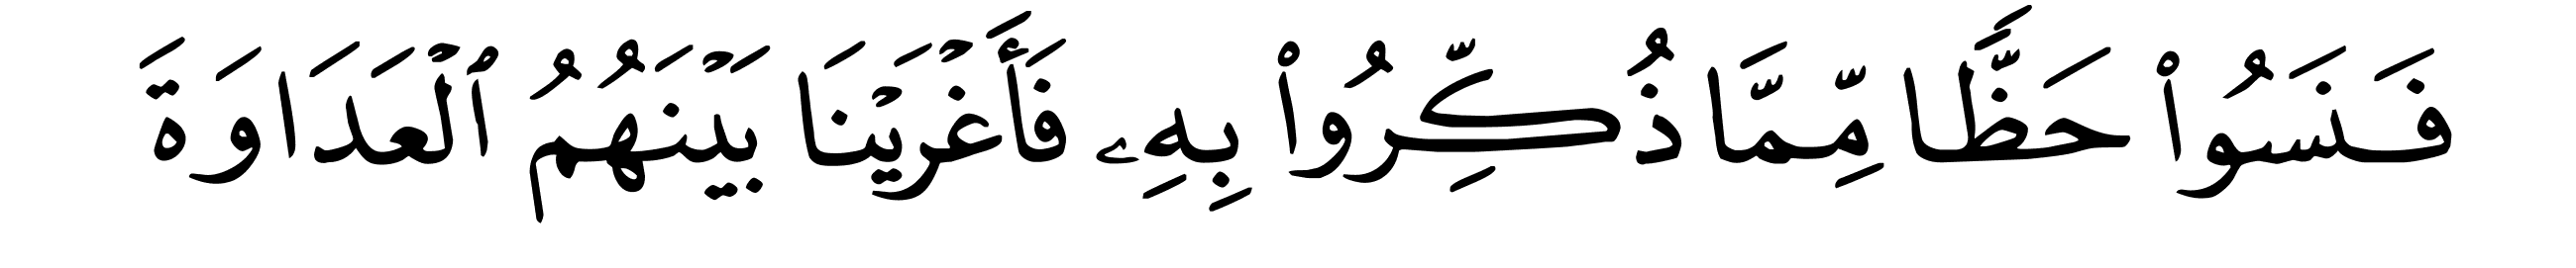 فَنَسُوا۟ حَظًّۭا مِّمَّا ذُكِّرُوا۟ بِهِۦ فَأَغْرَيْنَا بَيْنَهُمُ ٱلْعَدَاوَةَ